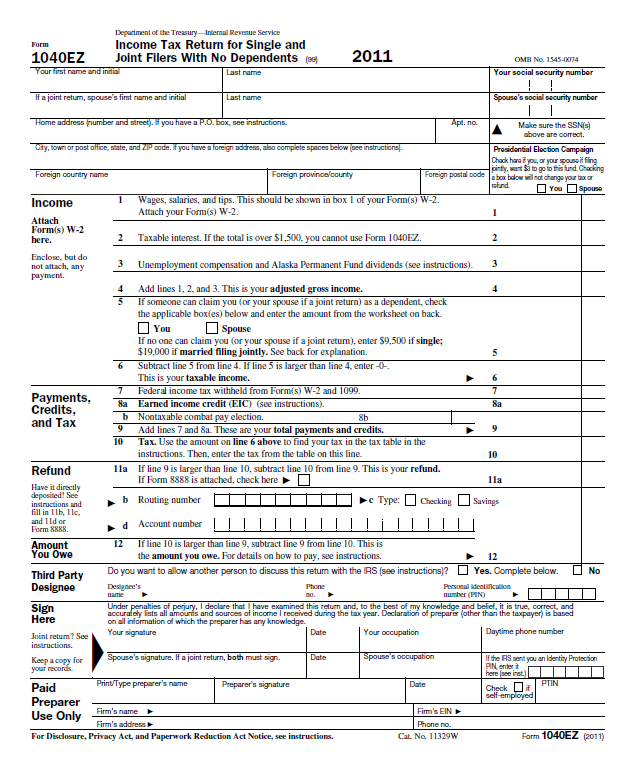 Department of the Treasury—Internal Revenue Service
Form
1040EZ
Income Tax Return for Single and
Joint Filers With No Dependents (99)
2011
OMB No. 1545-0074
Your first name and initial
Last name
Your social security number
If a joint return, spouse's first name and initial
Last name
Spouse's social security number
Home address (number and street). If you have a P.O. box, see instructions.
Apt. no.
▲ Make sure the SSN(s)
above are correct.
City, town or post office, state, and ZIP code. If you have a foreign address, also complete spaces below (see instructions).
Presidential Election Campaign
Check here if you, or your spouse if filing
jointly, want $3 to go to this fund. Checking
a box below will not change your tax or
refund.
You
Spouse
Foreign country name
Foreign province/county
Foreign postal code
Income
Attach
Form(s) W-2
here.
Enclose, but do
not attach, any
payment.
1 Wages, salaries, and tips. This should be shown in box 1 of your Form(s) W-2.
Attach your Form(s) W-2.
1
2 Taxable interest. If the total is over $1,500, you cannot use Form 1040EZ.
2
3 Unemployment compensation and Alaska Permanent Fund dividends (see instructions).
3
4 Add lines 1, 2, and 3. This is your adjusted gross income.
4
5 If someone can claim you (or your spouse if a joint return) as a dependent, check
the applicable box(es) below and enter the amount from the worksheet on back.
You
Spouse
If no one can claim you (or your spouse if a joint return), enter $9,500 if single;
$19,000 if married filing jointly. See back for explanation.
5
6 Subtract line 5 from line 4. If line 5 is larger than line 4, enter -0-.
This is your taxable income. ▶ 6
Payments,
Credits,
and Tax
7 Federal income tax withheld from Form(s) W-2 and 1099.
7
8a Earned income credit (EIC) (see instructions).
8a
b Nontaxable combat pay election. 8b
9 Add lines 7 and 8a. These are your total payments and credits. ▶ 9
10 Tax. Use the amount on line 6 above to find your tax in the tax table in the
instructions. Then, enter the tax from the table on this line.
10
Refund
Have it directly
deposited! See
instructions and
fill in 11b, 11c,
and 11d or
Form 8888.
11a If line 9 is larger than line 10, subtract line 10 from line 9. This is your refund.
If Form 8888 is attached, check here ▶
11a
▶ b Routing number
▶c Type:
Checking
Savings
▶ d Account number
Amount
You Owe
12 If line 10 is larger than line 9, subtract line 9 from line 10. This is
the amount you owe. For details on how to pay, see instructions. ▶ 12
Third Party
Designee
Do you want to allow another person to discuss this return with the IRS (see instructions)?
Yes. Complete below.
No
Designee's
name ▶
Phone
no. ▶
Personal identification
number (PIN) ▶
Sign
Here
Joint return? See
instructions.
Keep a copy for
your records.
Under penalties of perjury, I declare that I have examined this return and, to the best of my knowledge and belief, it is true, correct, and
accurately lists all amounts and sources of income I received during the tax year. Declaration of preparer (other than the taxpayer) is based
on all information of which the preparer has any knowledge.
Your signature
Date
Your occupation
Daytime phone number
Spouse's signature. If a joint return, both must sign.
Date
Spouse's occupation
If the IRS sent you an Identity Protection
PIN, enter it
here (see inst.)
Paid
Preparer
Use Only
Print/Type preparer's name
Preparer's signature
Date
Check if
self-employed
PTIN
Firm's name ▶
Firm's EIN ▶
Firm's address ▶
Phone no.
For Disclosure, Privacy Act, and Paperwork Reduction Act Notice, see instructions.
Cat. No. 11329W
Form 1040EZ (2011)